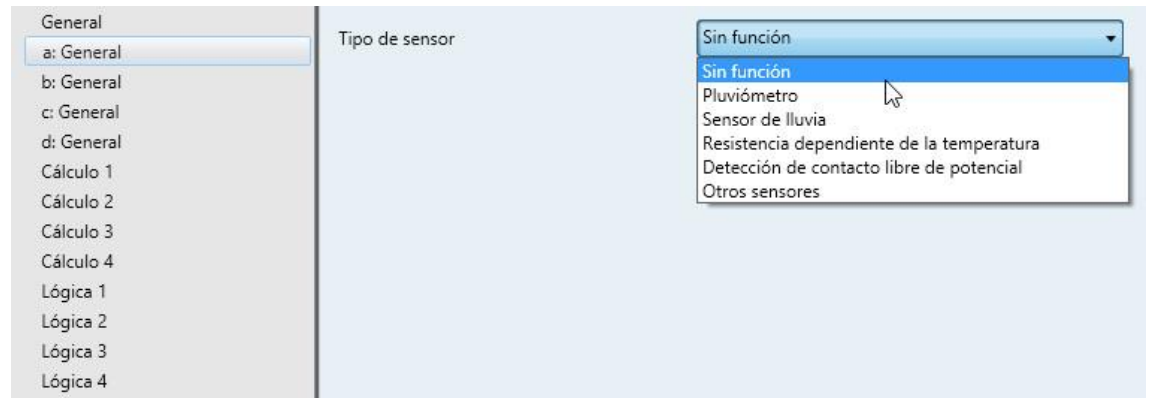 General
a: General
b: General
c: General
d: General
Cálculo 1
Cálculo 2
Cálculo 3
Cálculo 4
Lógica 1
Lógica 2
Lógica 3
Lógica 4
Tipo de sensor
Sin función
Sin función
Pluviómetro
Sensor de lluvia
Resistencia dependiente de la temperatura
Detección de contacto libre de potencial
Otros sensores